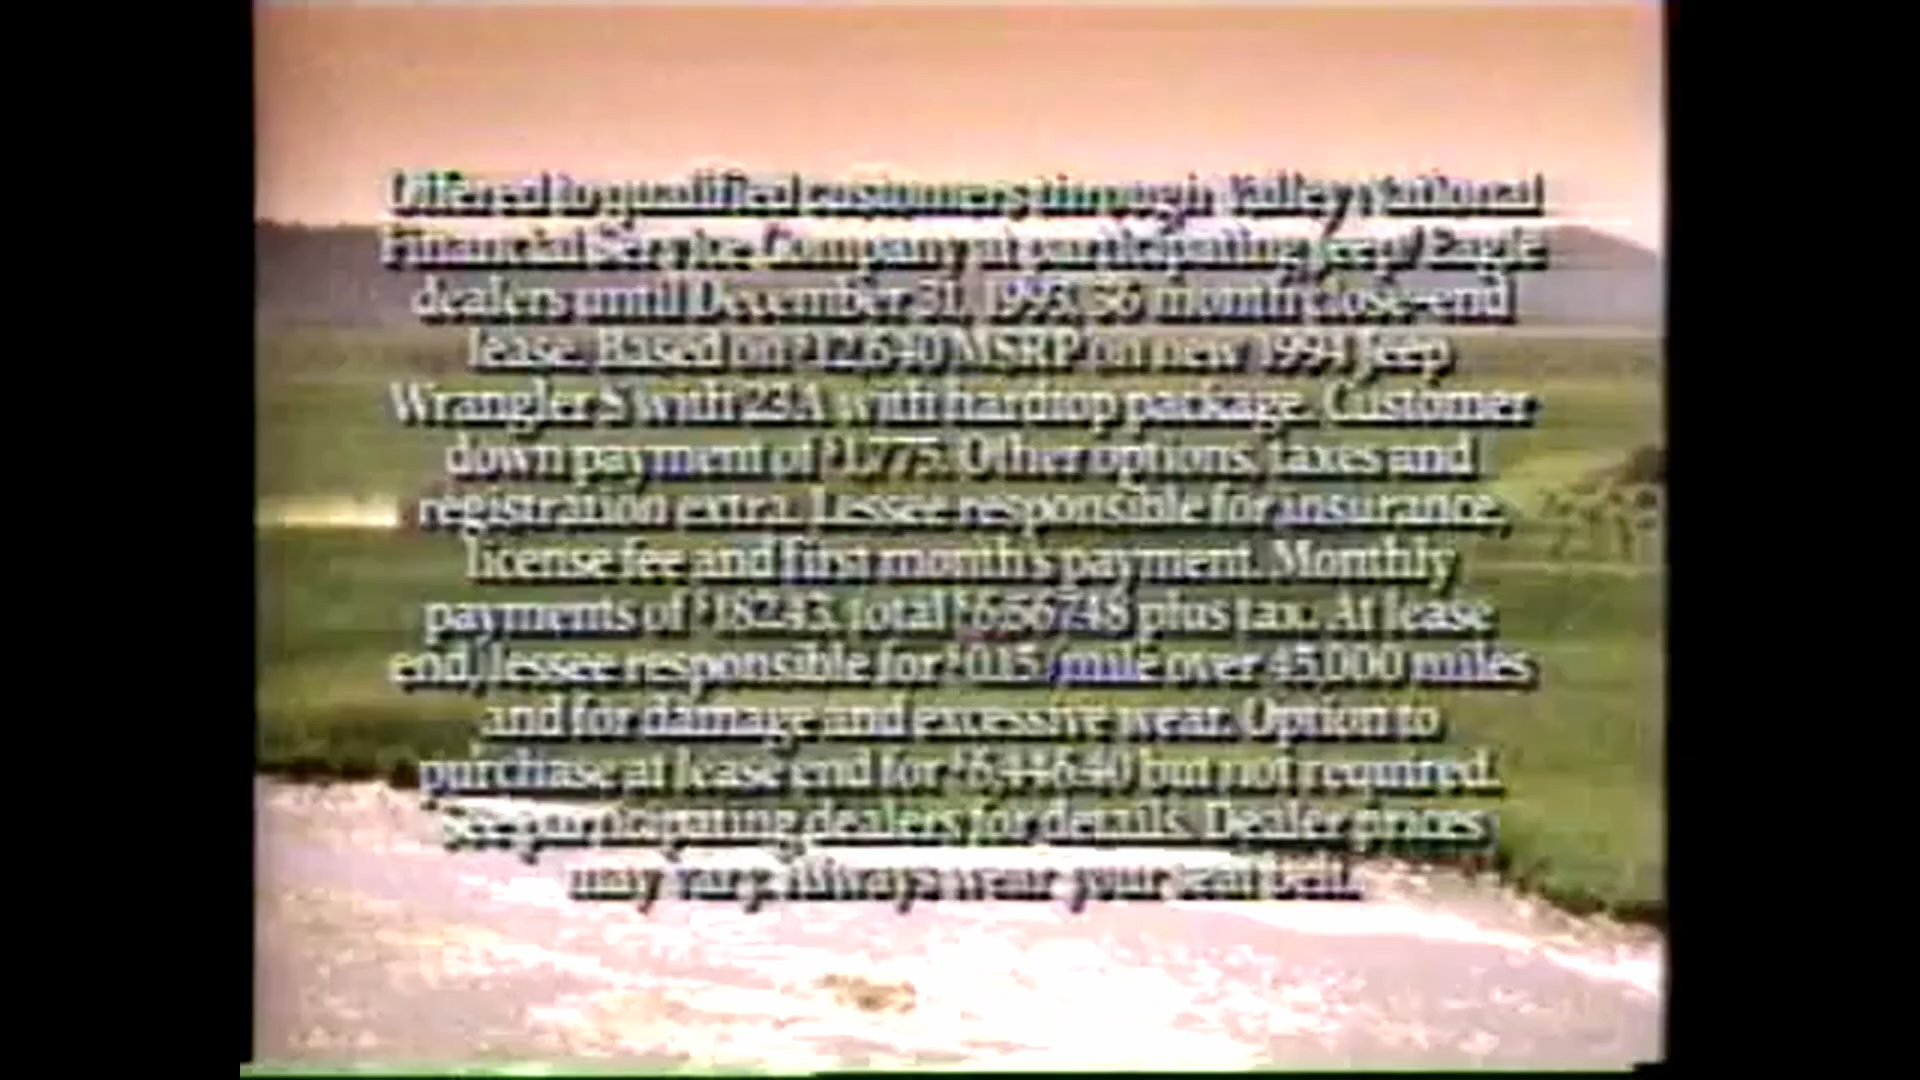 Offered to qualified customers through Valley National
Financial Service Company at participating Jeep/Eagle
dealers until December 31, 1993. 36 month close-end
lease. Based on $12,640 MSRP on new 1994 Jeep
Wrangler S with 23A with hardtop package. Customer
down payment of $1,775. Other options, taxes and
registration extra. Lessee responsible for insurance,
license fee and first month's payment. Monthly
payments of $182.43, total $6,567.48 plus tax. At lease
end, lessee responsible for $0.15/mile over 45,000 miles
and for damage and excessive wear. Option to
purchase at lease end for but not required.
See participating dealers for details. Dealer prices
may vary. Always wear your seat belt.